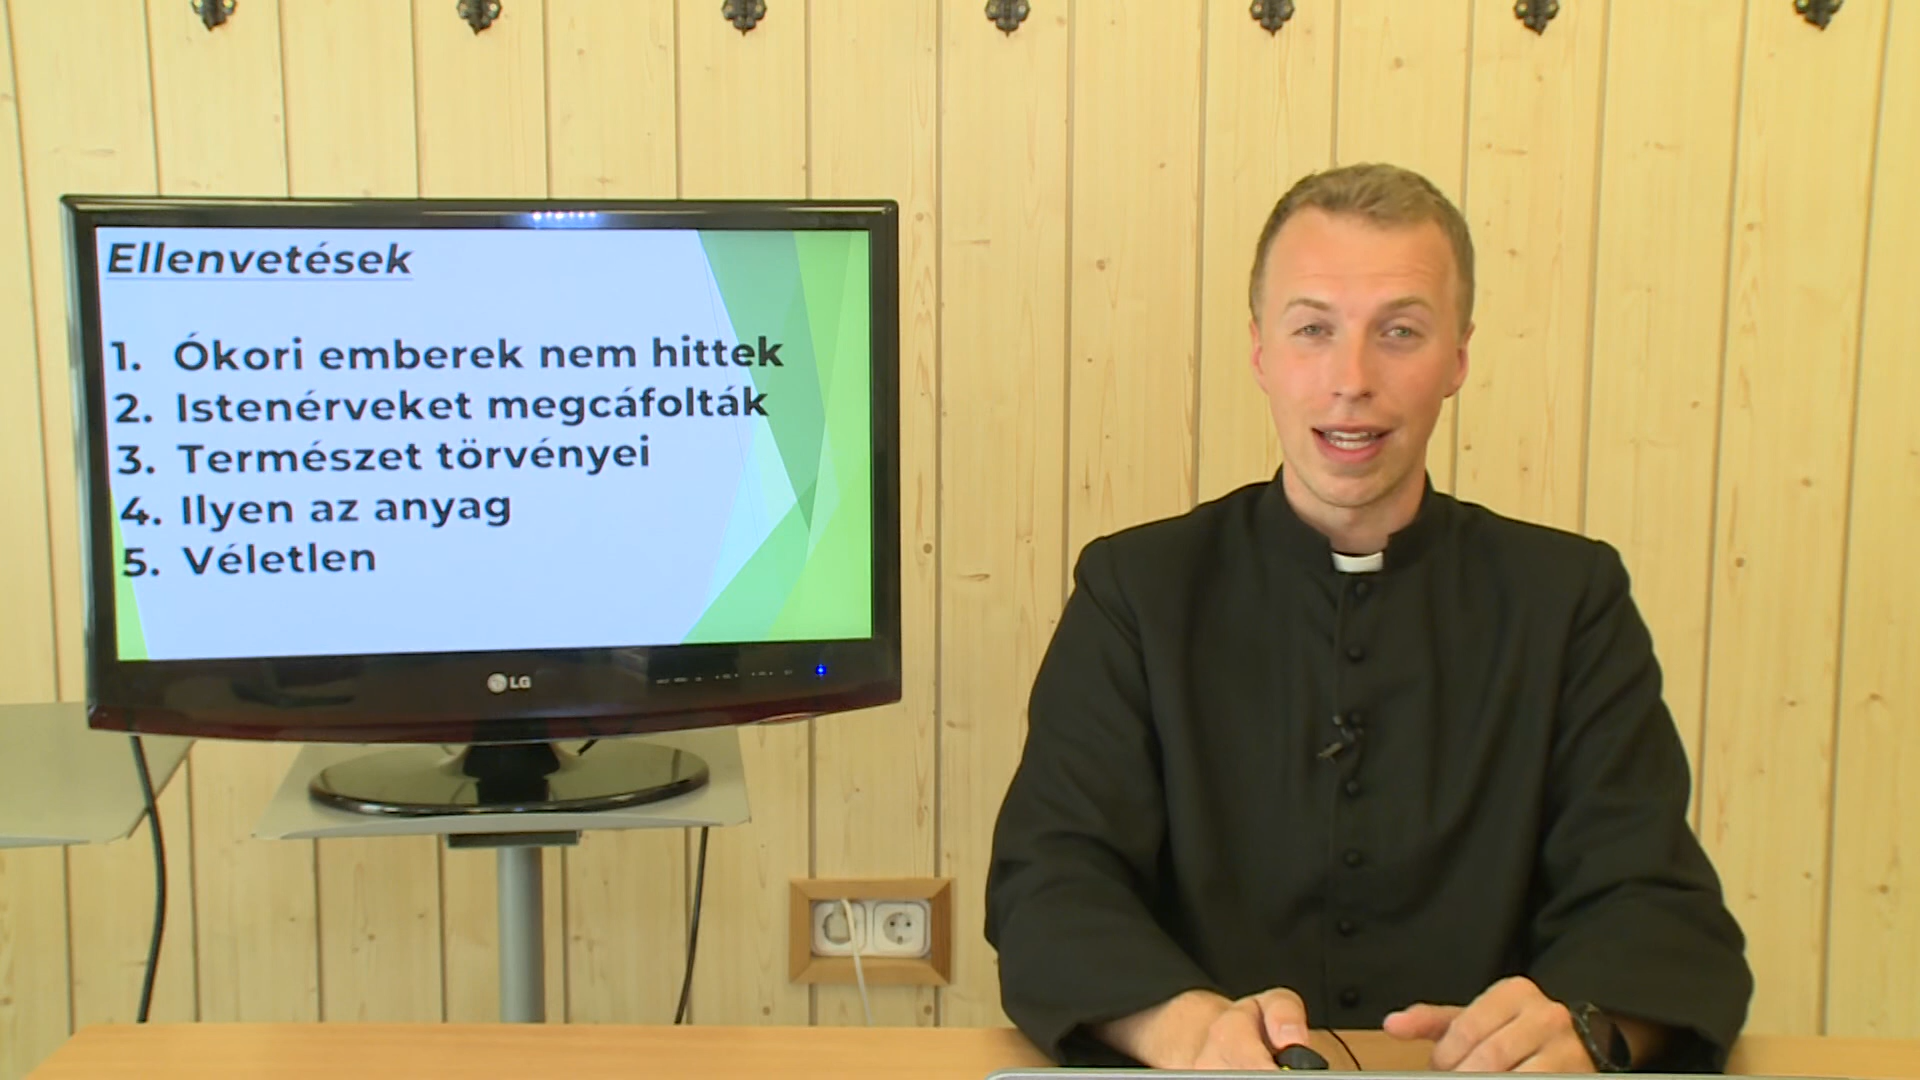 Ellenvetések
1. Ókori emberek nem hittek
2. Istenérveket megcáfolták
3. Természet törvényei
4. Ilyen az anyag
5. Véletlen
LG